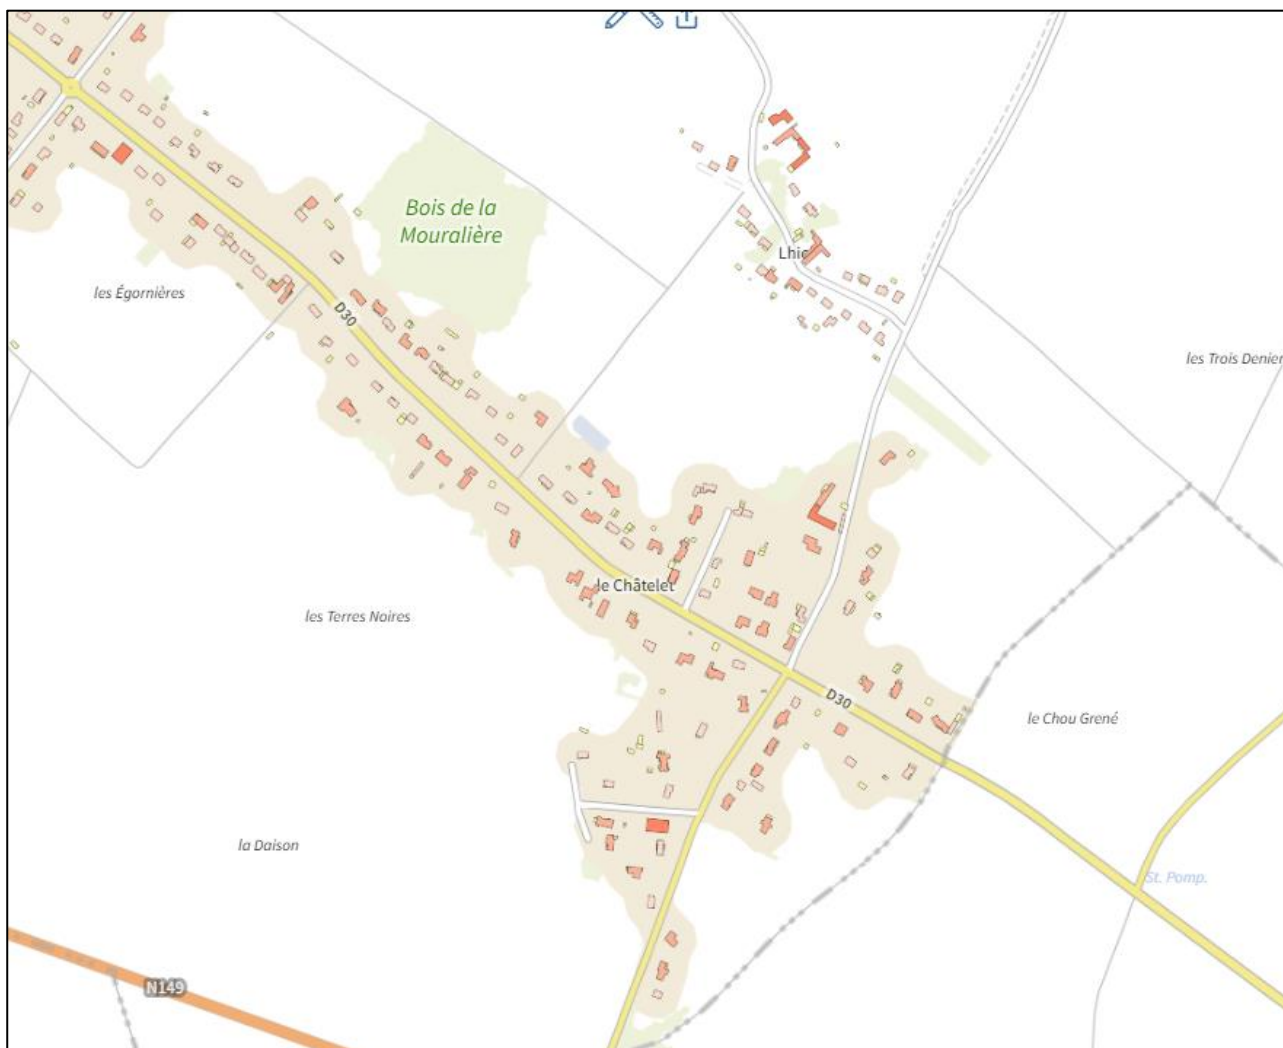 Bois de la
Mouralière
Lhic
les Égornières
D30
les Trois Denier
le Châtelet
les Terres Noires
D30
le Chou Grené
la Daison
St. Pomp.
N149